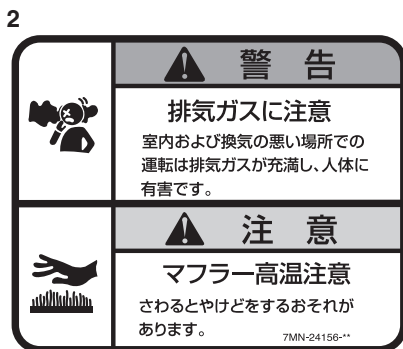 2
警告
排気ガスに注意
室内および換気の悪い場所での
運転は排気ガスが充満し、人体に
有害です。
注意
マフラー高温注意
さわるとやけどをするおそれが
あります。
7MN-24156-**